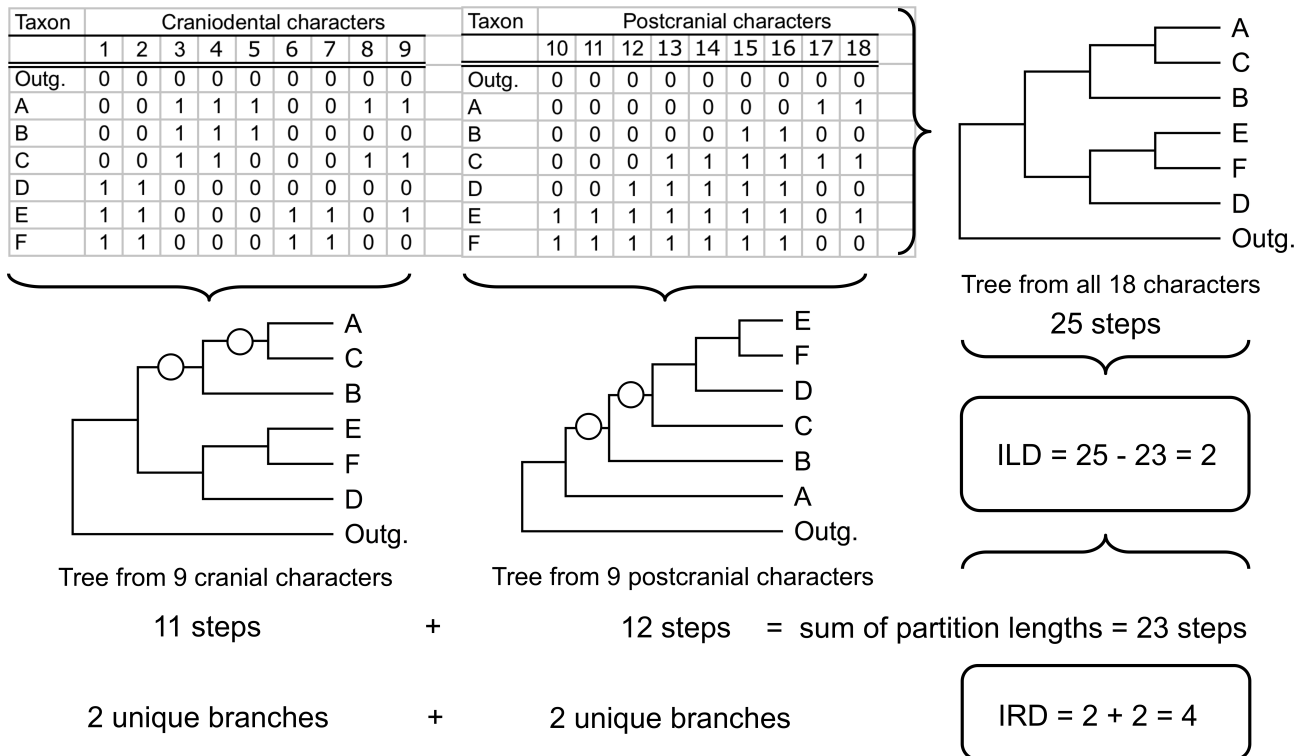 Taxon Craniodental characters
1 2 3 4 5 6 7 8 9
Outg. 0 0 0 0 0 0 0 0 0
A 0 0 1 1 1 0 0 1 1
B 0 0 1 1 1 0 0 0 0
C 0 0 1 1 0 0 0 1 1
D 1 1 0 0 0 0 0 0 0
E 1 1 0 0 0 1 1 0 1
F 1 1 0 0 0 1 1 0 0
Taxon Postcranial characters
10 11 12 13 14 15 16 17 18
Outg. 0 0 0 0 0 0 0 0 0
A 0 0 0 0 0 0 0 1 1
B 0 0 0 0 0 1 1 0 0
C 0 0 0 1 1 1 1 1 1
D 0 0 1 1 1 1 1 0 0
E 1 1 1 1 1 1 1 0 1
F 1 1 1 1 1 1 1 0 0
A
C
B
E
F
D
Outg.
Tree from all 18 characters
25 steps
A
C
B
E
F
D
Outg.
Tree from 9 cranial characters
E
F
D
C
B
A
Outg.
Tree from 9 postcranial characters
ILD = 25 - 23 = 2
11 steps + 12 steps = sum of partition lengths = 23 steps
2 unique branches + 2 unique branches
IRD = 2 + 2 = 4